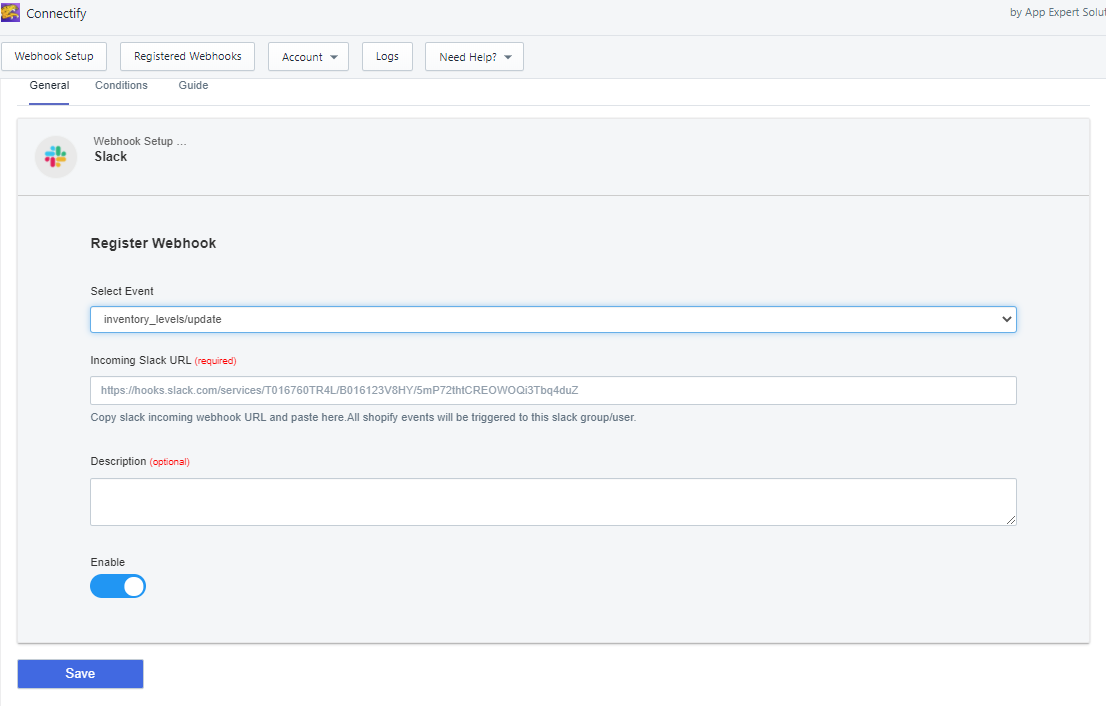 Connectify
by App Expert Solut
Webhook Setup
Registered Webhooks
Account
Logs
Need Help?
General
Conditions
Guide
Webhook Setup ...
Slack
Register Webhook
Select Event
inventory_levels/update
Incoming Slack URL (required)
https://hooks.slack.com/services/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
Copy slack incoming webhook URL and paste here.All shopify events will be triggered to this slack group/user.
Description (optional)
Enable
Save